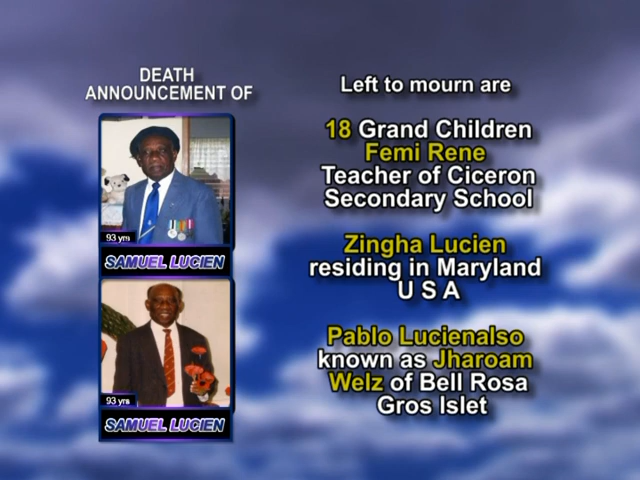 DEATH
ANNOUNCEMENT OF
93 yrs
SAMUEL LUCIEN
93 yrs
SAMUEL LUCIEN
Left to mourn are
18 Grand Children
Femi Rene
Teacher of Ciceron
Secondary School
Zingha Lucien
residing in Maryland
U S A
Pablo Lucienalso
known as Jharoam
Welz of Bell Rosa
Gros Islet